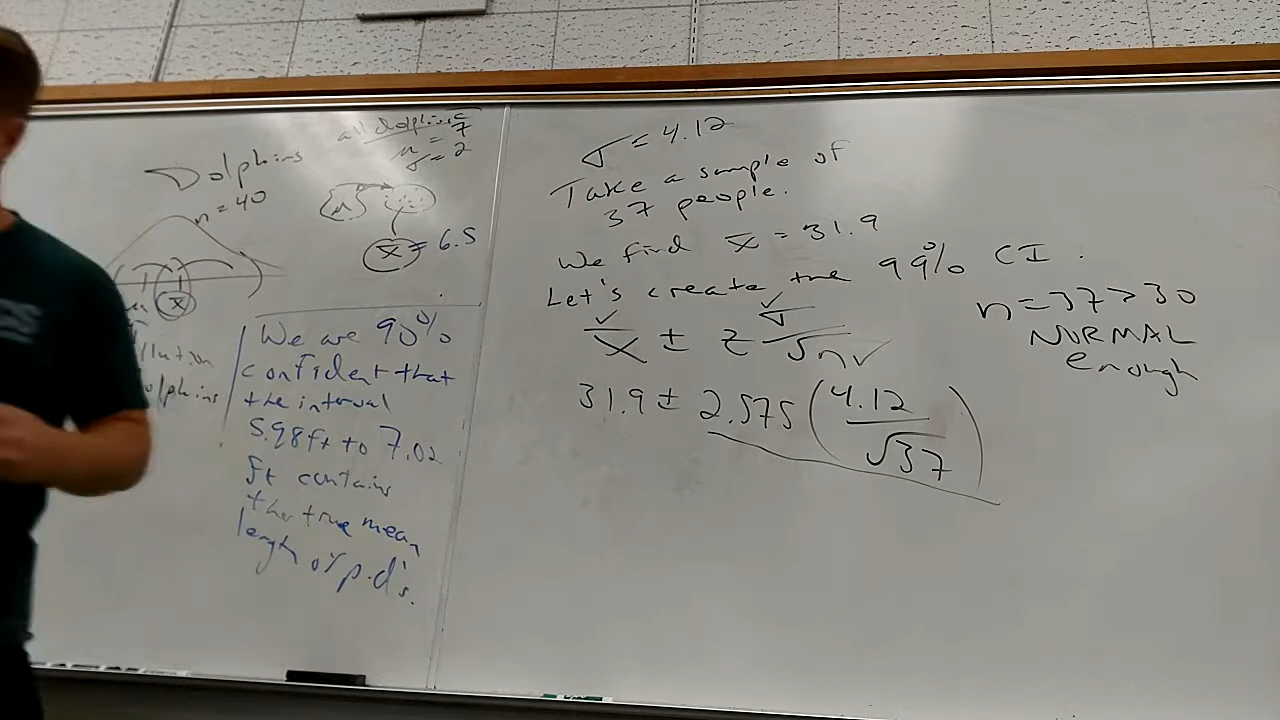 Dolphins
n = 40
all dolphins
μ = 7
σ = 2
μ
x̄ = 6.5
x̄
We are 90%
confident that
the interval
5.98ft to 7.02
ft contains
the true mean
length of p.d's.
σ = 4.12
Take a sample of
37 people.
We find x̄ = 31.9
Let's create the 99% CI.
x̄ ± z σ/√n
31.9 ± 2.575 (4.12/√37)
n = 37 > 30
NORMAL
enough